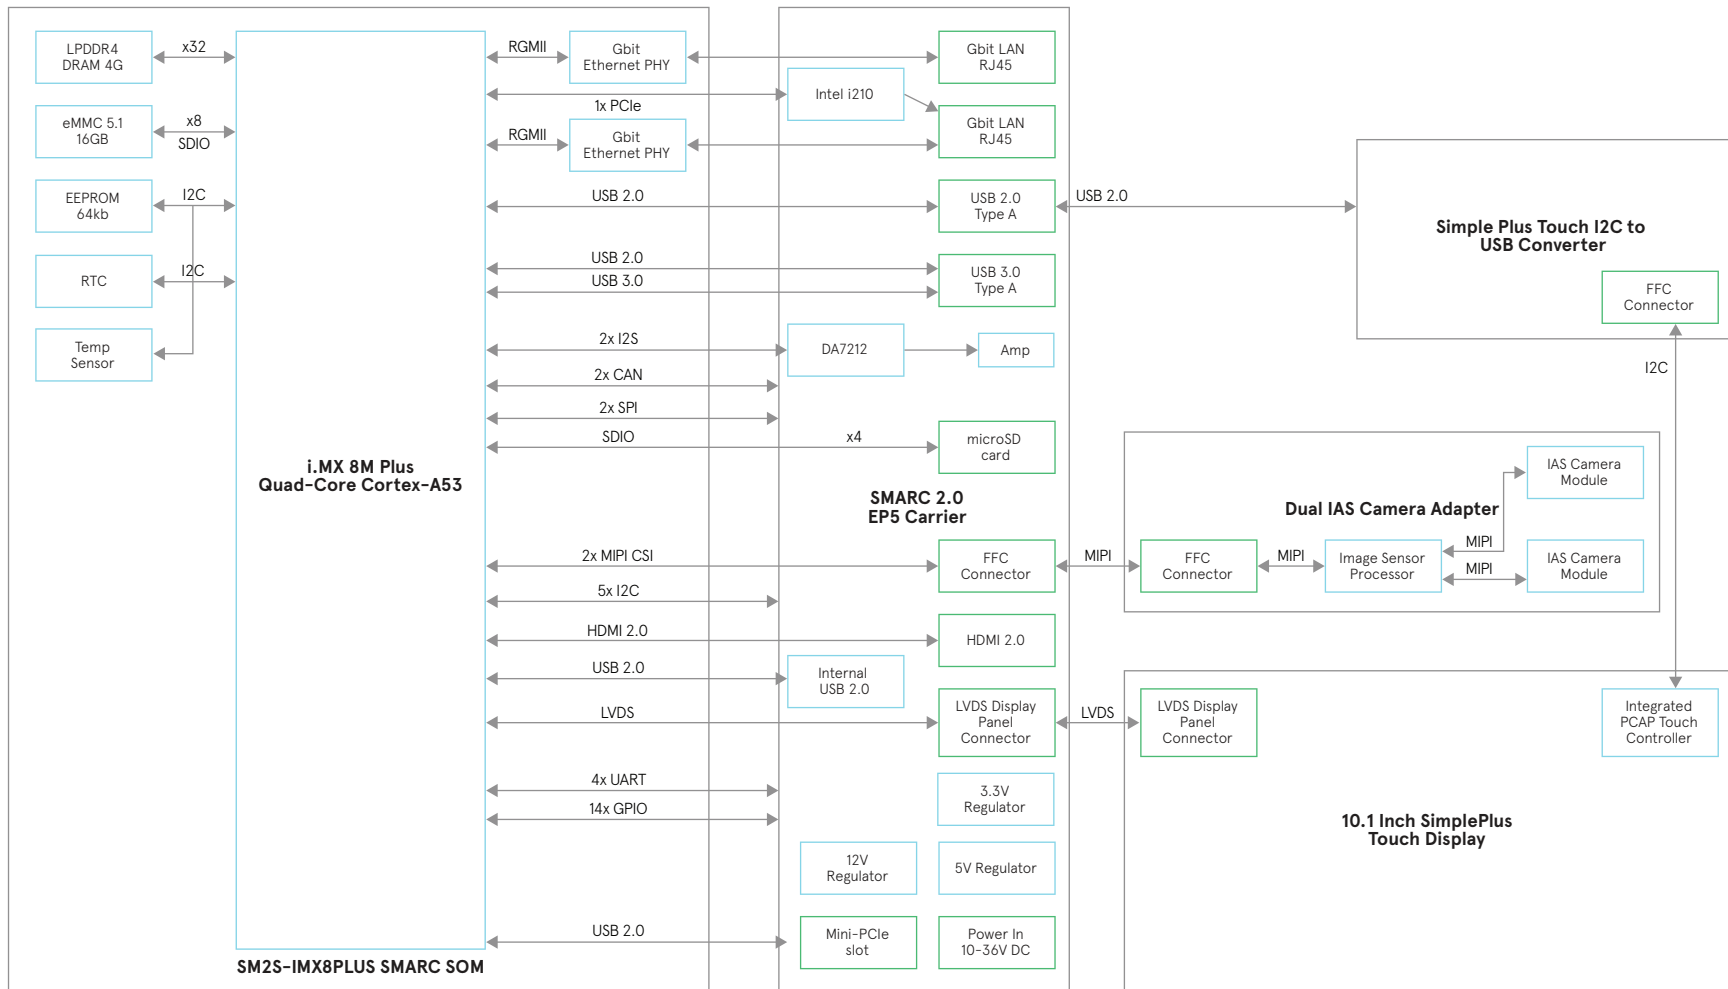 LPDDR4
DRAM 4G
x32
eMMC 5.1
16GB
x8
SDIO
EEPROM
64kb
I2C
RTC
I2C
Temp
Sensor
i.MX 8M Plus
Quad-Core Cortex-A53
SM2S-IMX8PLUS SMARC SOM
RGMII
Gbit
Ethernet PHY
1x PCIe
RGMII
Gbit
Ethernet PHY
USB 2.0
USB 2.0
USB 3.0
2x I2S
2x CAN
2x SPI
SDIO
x4
2x MIPI CSI
5x I2C
HDMI 2.0
USB 2.0
LVDS
4x UART
14x GPIO
USB 2.0
Gbit LAN
RJ45
Intel i210
Gbit LAN
RJ45
USB 2.0
Type A
USB 3.0
Type A
DA7212
Amp
microSD
card
SMARC 2.0
EP5 Carrier
FFC
Connector
HDMI 2.0
Internal
USB 2.0
LVDS Display
Panel
Connector
3.3V
Regulator
12V
Regulator
5V Regulator
Mini-PCIe
slot
Power In
10-36V DC
USB 2.0
Simple Plus Touch I2C to
USB Converter
FFC
Connector
I2C
Dual IAS Camera Adapter
MIPI
FFC
Connector
MIPI
Image Sensor
Processor
MIPI
MIPI
IAS Camera
Module
IAS Camera
Module
LVDS
LVDS Display
Panel
Connector
Integrated
PCAP Touch
Controller
10.1 Inch SimplePlus
Touch Display